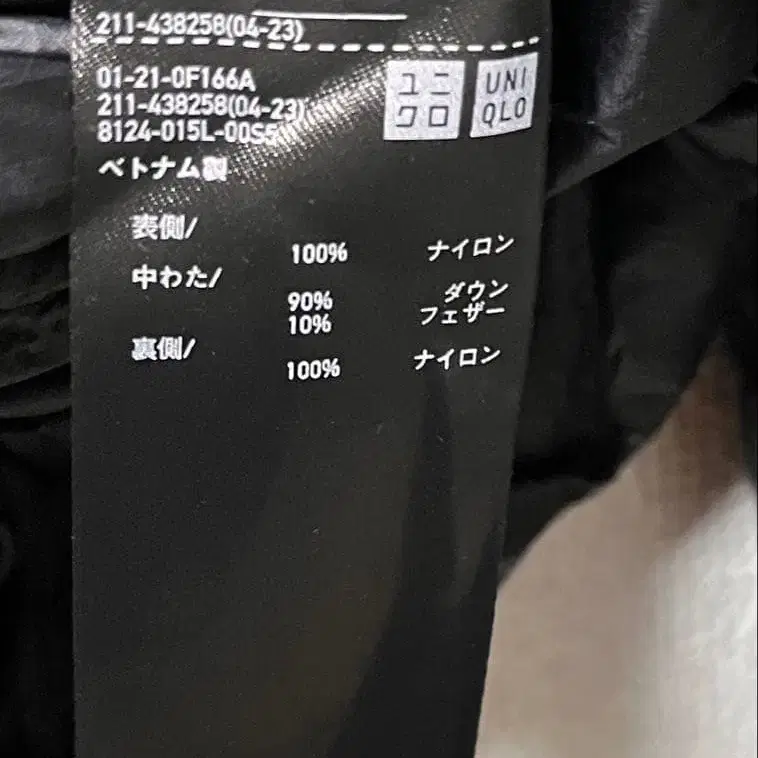 211-438258(04-23)
01-21-0F166A
211-438258(04-23)
8124-015L-00S5
ユニ
クロ
UNI
QLO
ベトナム製
表側/
100% ナイロン
中わた/
90% ダウン
10% フェザー
裏側/
100% ナイロン